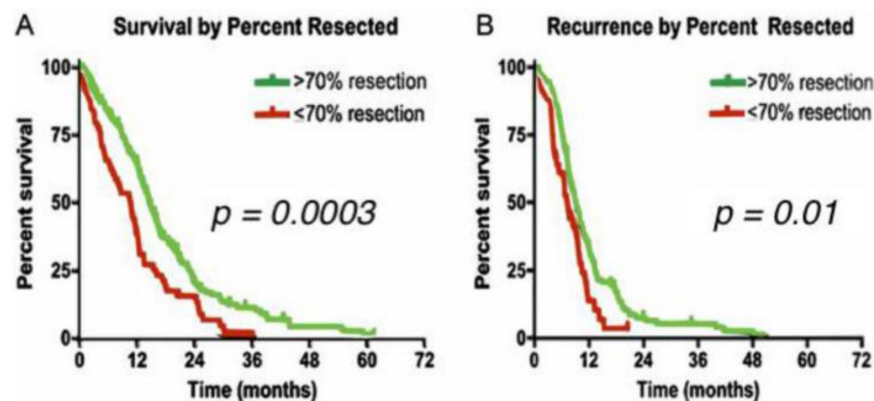 A Survival by Percent Resected
100
75
50
25
0
Percent survival
>70% resection
≤70% resection
p = 0.0003
0 12 24 36 48 60 72
Time (months)
B Recurrence by Percent Resected
100
75
50
25
0
Percent survival
>70% resection
<70% resection
p = 0.01
0 12 24 36 48 60 72
Time (months)